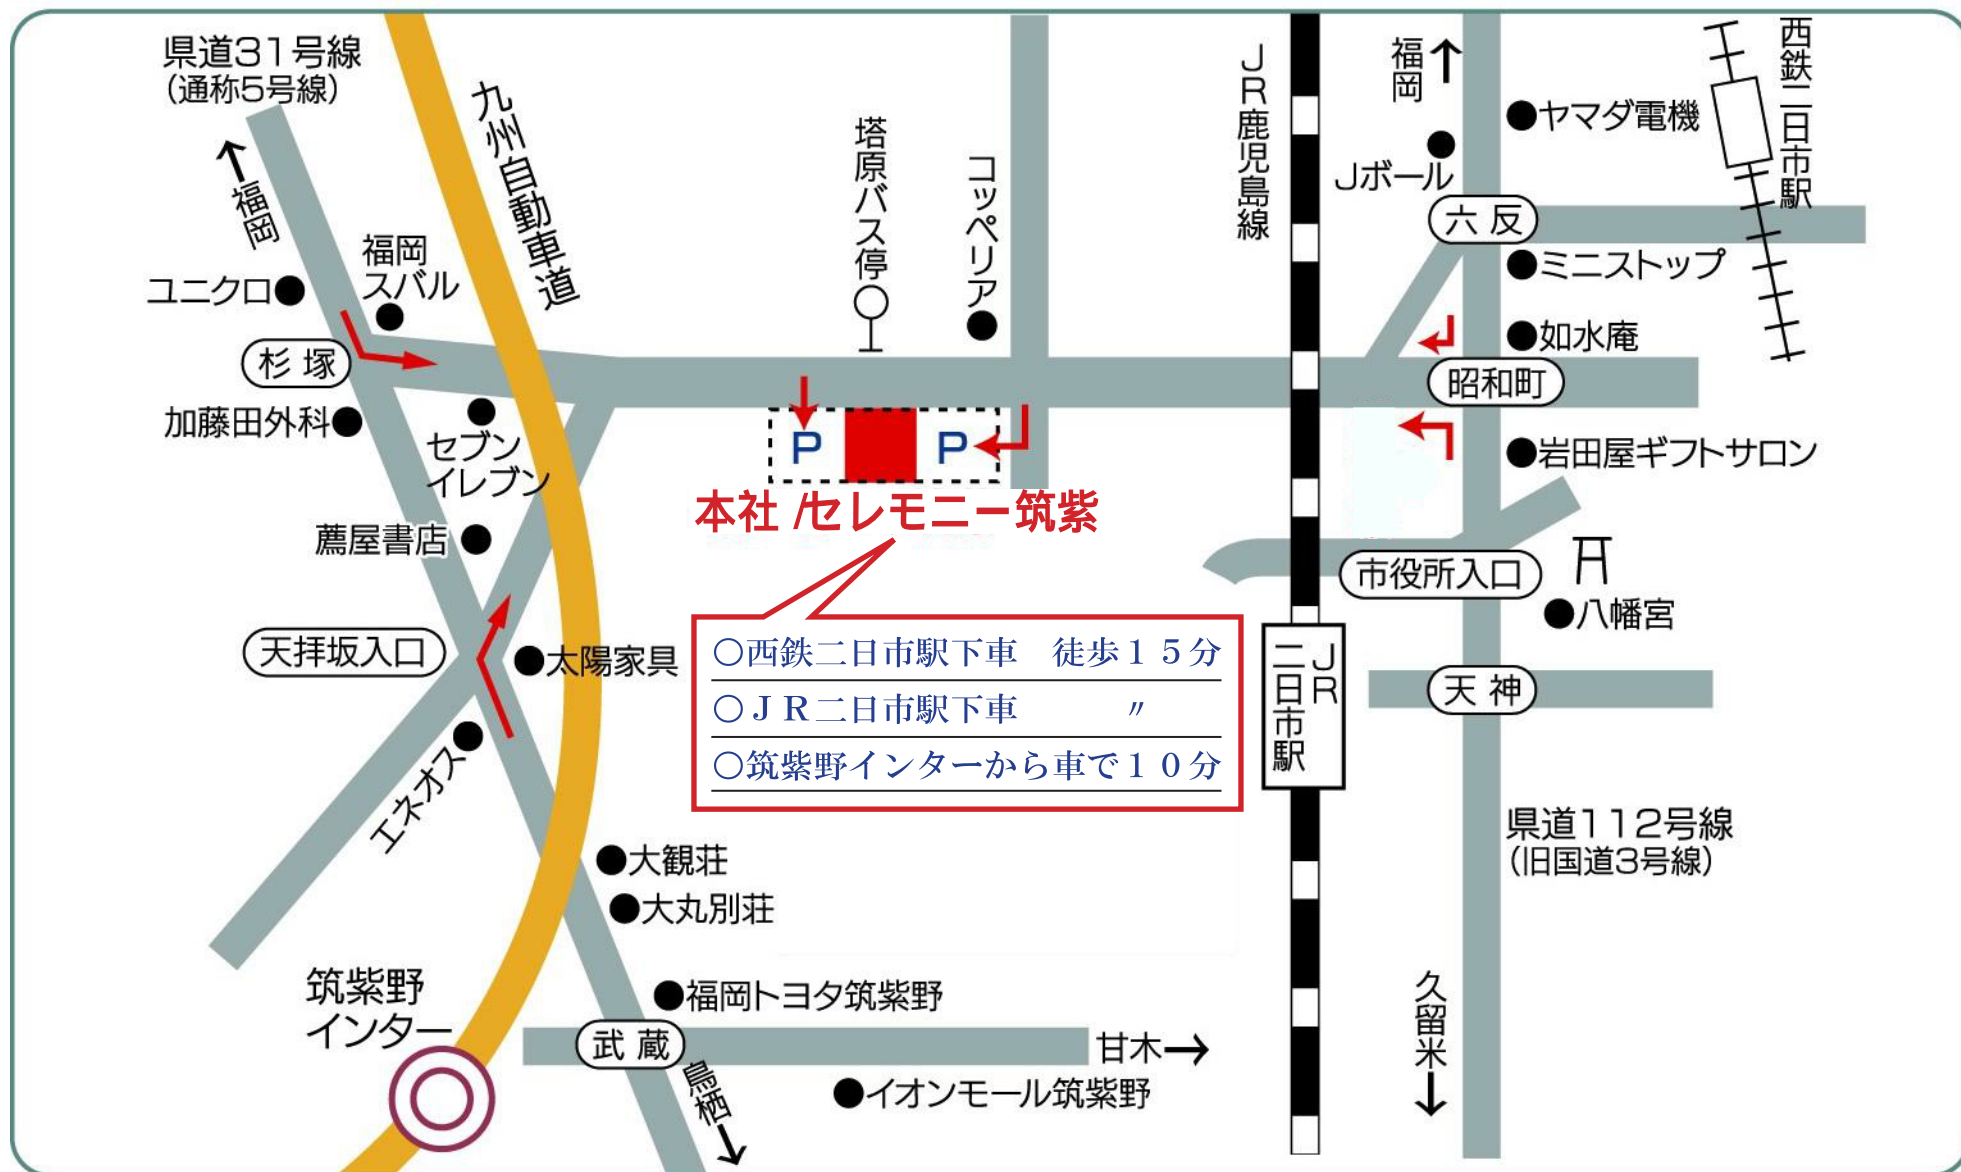 県道31号線
(通称5号線)
↑福岡
九州自動車道
塔原バス停
コッペリア
JR鹿児島線
福岡↑
●ヤマダ電機
西鉄二日市駅
Jボール
六反
ユニクロ●
福岡
スバル
●ミニストップ
杉塚
●如水庵
昭和町
加藤田外科●
セブン
イレブン
P
P
●岩田屋ギフトサロン
本社 /セレモニー筑紫
蔦屋書店
市役所入口
●八幡宮
天拝坂入口
●太陽家具
○西鉄二日市駅下車 徒歩15分
○JR二日市駅下車 〃
○筑紫野インターから車で10分
JR
二日市駅
天神
エネオス
県道112号線
(旧国道3号線)
●大観荘
●大丸別荘
筑紫野
インター
●福岡トヨタ筑紫野
久留米↓
武蔵
甘木→
鳥栖↓
●イオンモール筑紫野